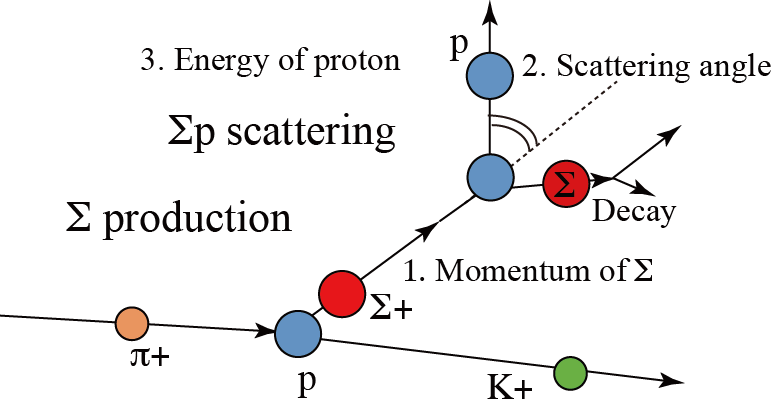 p
3. Energy of proton
2. Scattering angle
Σp scattering
Σ
Decay
Σ production
1. Momentum of Σ
Σ+
π+
p
K+